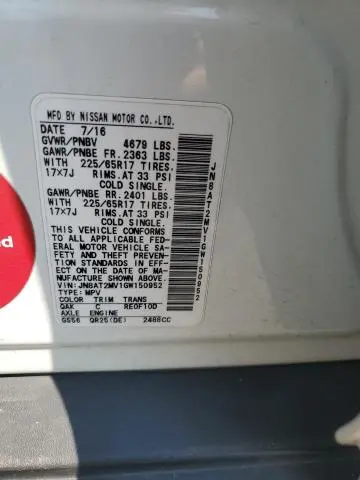 MFD BY NISSAN MOTOR CO.,LTD.
DATE 7/16
GVWR/PNBV 4679 LBS.
GAWR/PNBE FR. 2363 LBS.
WITH 225/65R17 TIRES.
17×7J RIMS AT 33 PSI
COLD SINGLE.
GAWR/PNBE RR. 2401 LBS.
WITH 225/65R17 TIRES.
17×7J RIMS AT 33 PSI
COLD SINGLE.
THIS VEHICLE CONFORMS
TO ALL APPLICABLE FED-
ERAL MOTOR VEHICLE SA-
FETY AND THEFT PREVEN-
TION STANDARDS IN EFF-
ECT ON THE DATE OF MA-
NUFACTURE SHOWN ABOVE.
VIN: JN8AT2MV1GW150952
TYPE: MPV
COLOR TRIM TRANS
QAK C RE0F10D
AXLE ENGINE
GS56 QR25(DE) 2488CC
JN8AT2MV1GW150952